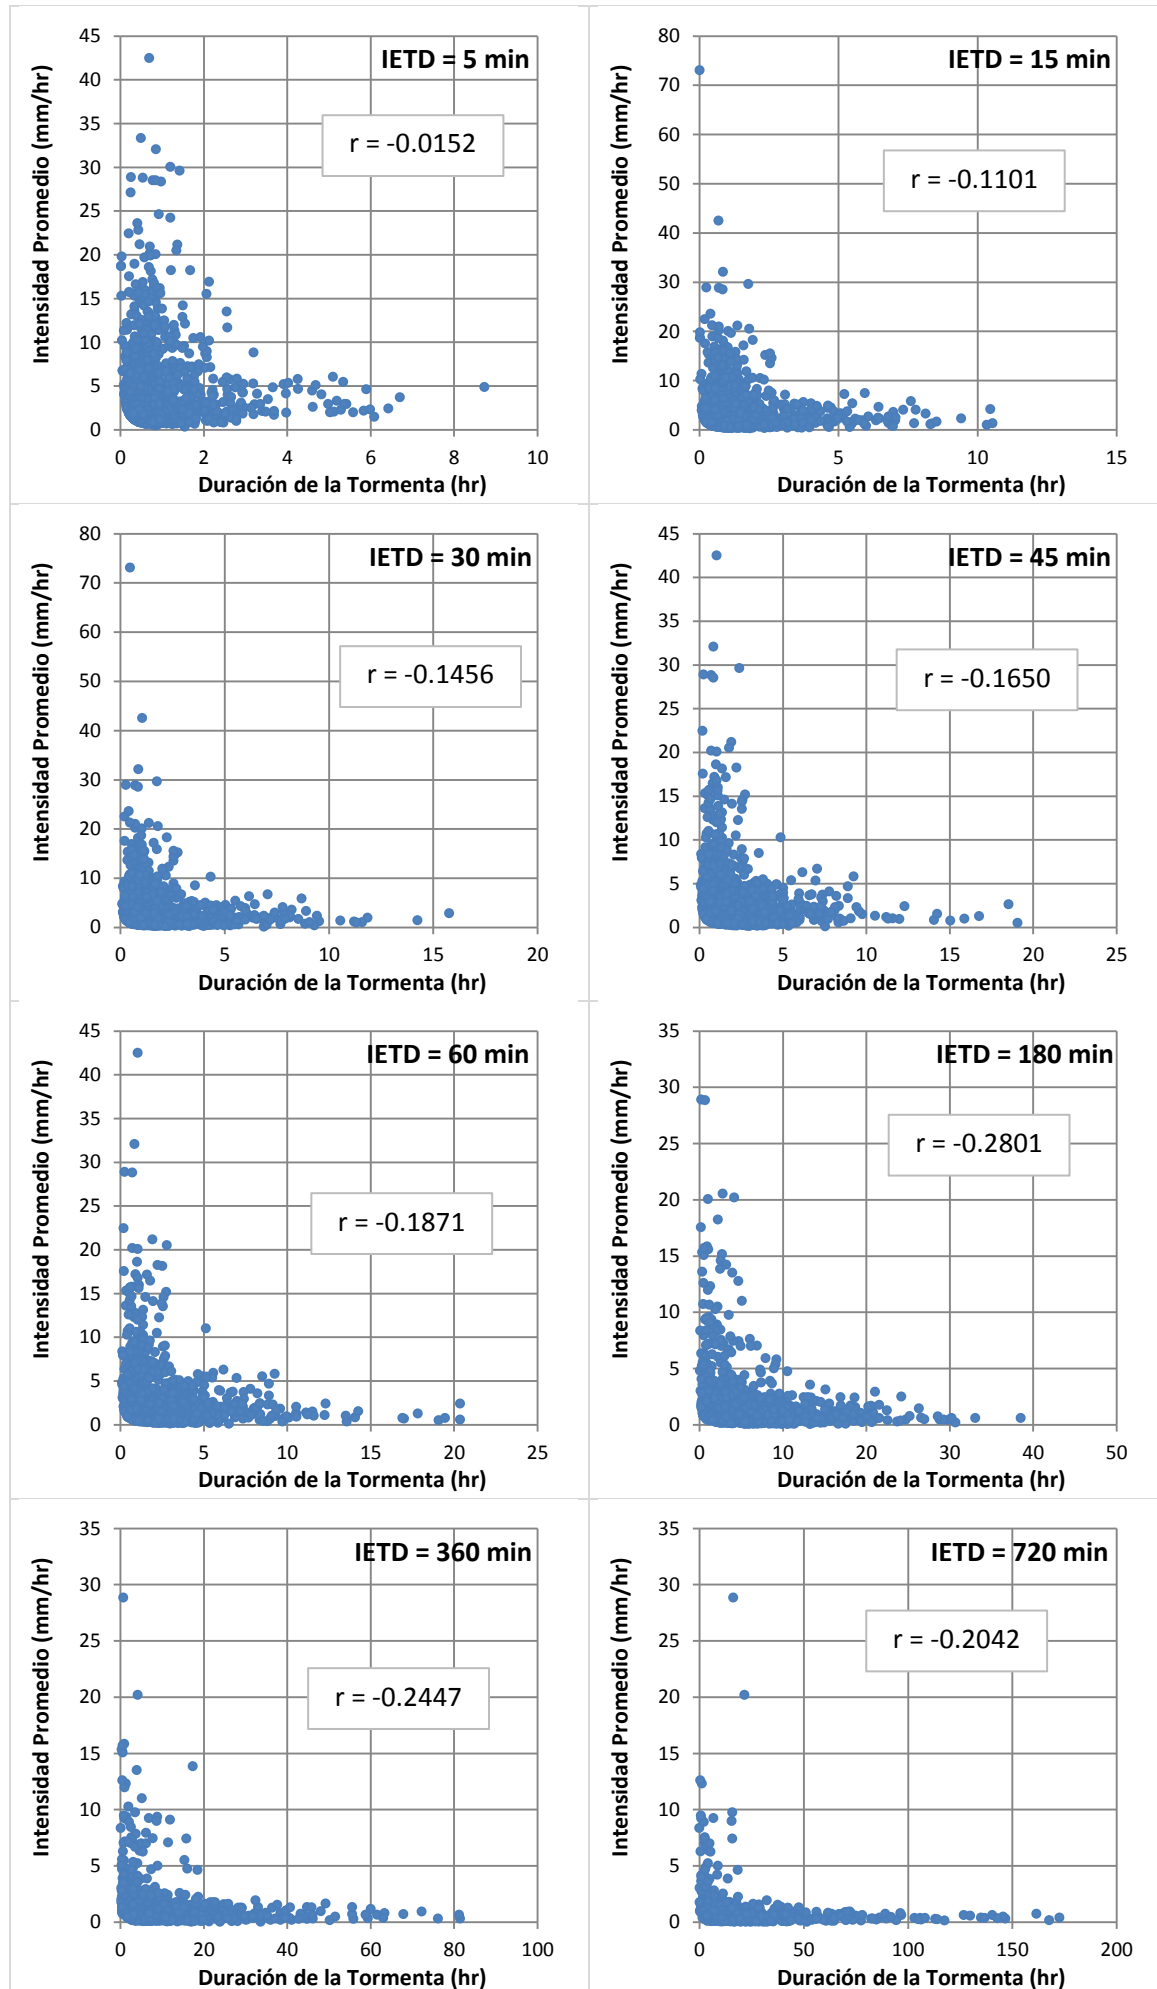 IETD = 5 min
r = -0.0152
Intensidad Promedio (mm/hr)
45
40
35
30
25
20
15
10
5
0
0 2 4 6 8 10
Duración de la Tormenta (hr)
IETD = 15 min
r = -0.1101
Intensidad Promedio (mm/hr)
80
70
60
50
40
30
20
10
0
0 5 10 15
Duración de la Tormenta (hr)
IETD = 30 min
r = -0.1456
Intensidad Promedio (mm/hr)
80
70
60
50
40
30
20
10
0
0 5 10 15 20
Duración de la Tormenta (hr)
IETD = 45 min
r = -0.1650
Intensidad Promedio (mm/hr)
45
40
35
30
25
20
15
10
5
0
0 5 10 15 20 25
Duración de la Tormenta (hr)
IETD = 60 min
r = -0.1871
Intensidad Promedio (mm/hr)
45
40
35
30
25
20
15
10
5
0
0 5 10 15 20 25
Duración de la Tormenta (hr)
IETD = 180 min
r = -0.2801
Intensidad Promedio (mm/hr)
35
30
25
20
15
10
5
0
0 10 20 30 40 50
Duración de la Tormenta (hr)
IETD = 360 min
r = -0.2447
Intensidad Promedio (mm/hr)
35
30
25
20
15
10
5
0
0 20 40 60 80 100
Duración de la Tormenta (hr)
IETD = 720 min
r = -0.2042
Intensidad Promedio (mm/hr)
35
30
25
20
15
10
5
0
0 50 100 150 200
Duración de la Tormenta (hr)